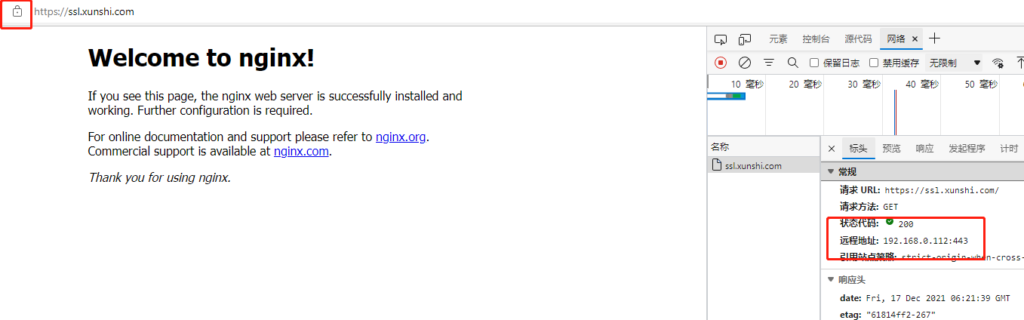 https://ssl.xunshi.com
Welcome to nginx!
If you see this page, the nginx web server is successfully installed and
working. Further configuration is required.
For online documentation and support please refer to nginx.org.
Commercial support is available at nginx.com.
Thank you for using nginx.
元素 控制台 源代码 网络
保留日志 禁用缓存 无限制
10 毫秒 20 毫秒 30 毫秒 40 毫秒 50 毫秒
名称
ssl.xunshi.com
标头 预览 响应 发起程序 计时
常规
请求 URL: https://ssl.xunshi.com/
请求方法: GET
状态代码: 200
远程地址: 192.168.0.112:443
引用站点策略: strict-origin-when-cross-
响应头
date: Fri, 17 Dec 2021 06:21:39 GMT
etag: "61814ff2-267"